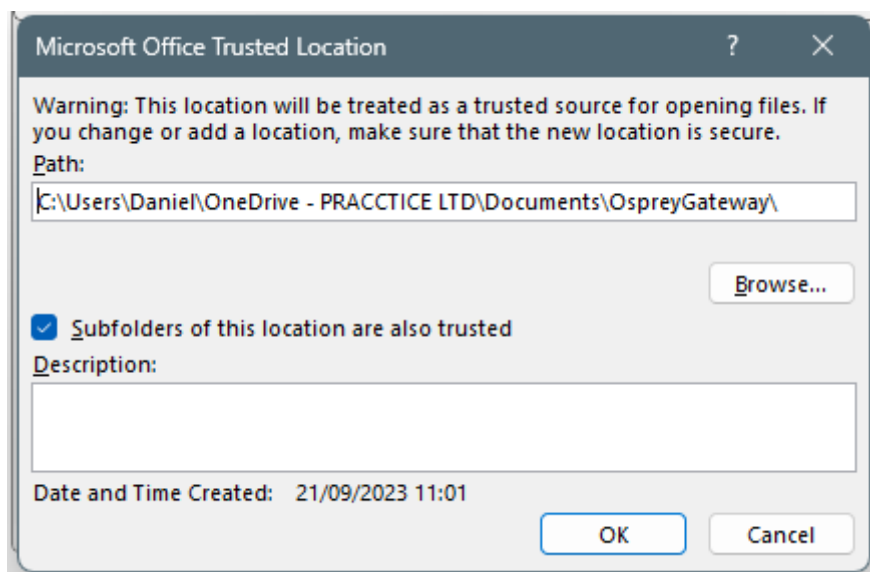 Microsoft Office Trusted Location
?
Warning: This location will be treated as a trusted source for opening files. If
you change or add a location, make sure that the new location is secure.
Path:
C:\Users\Daniel\OneDrive - PRACCTICE LTD\Documents\OspreyGateway\
Browse...
Subfolders of this location are also trusted
Description:
Date and Time Created: 21/09/2023 11:01
OK Cancel